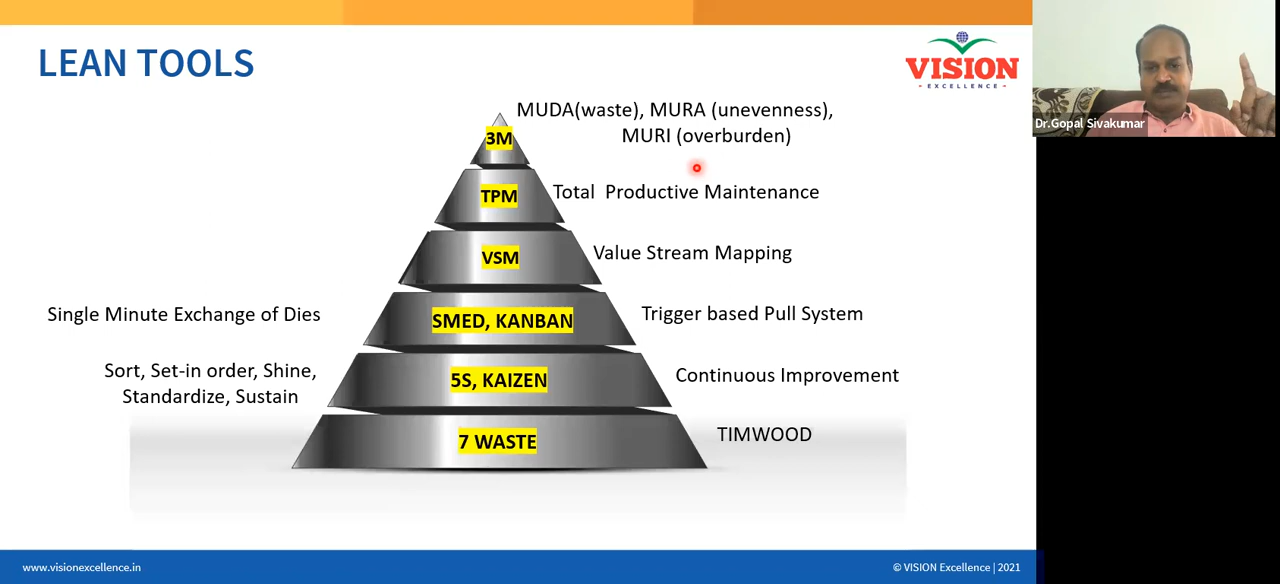 LEAN TOOLS
VISION
- EXCELLENCE -
Dr.Gopal Sivakumar
MUDA(waste), MURA (unevenness),
MURI (overburden)
3M
TPM
Total Productive Maintenance
VSM
Value Stream Mapping
Single Minute Exchange of Dies
SMED, KANBAN
Trigger based Pull System
Sort, Set-in order, Shine,
Standardize, Sustain
5S, KAIZEN
Continuous Improvement
7 WASTE
TIMWOOD
www.visionexcellence.in
© VISION Excellence | 2021